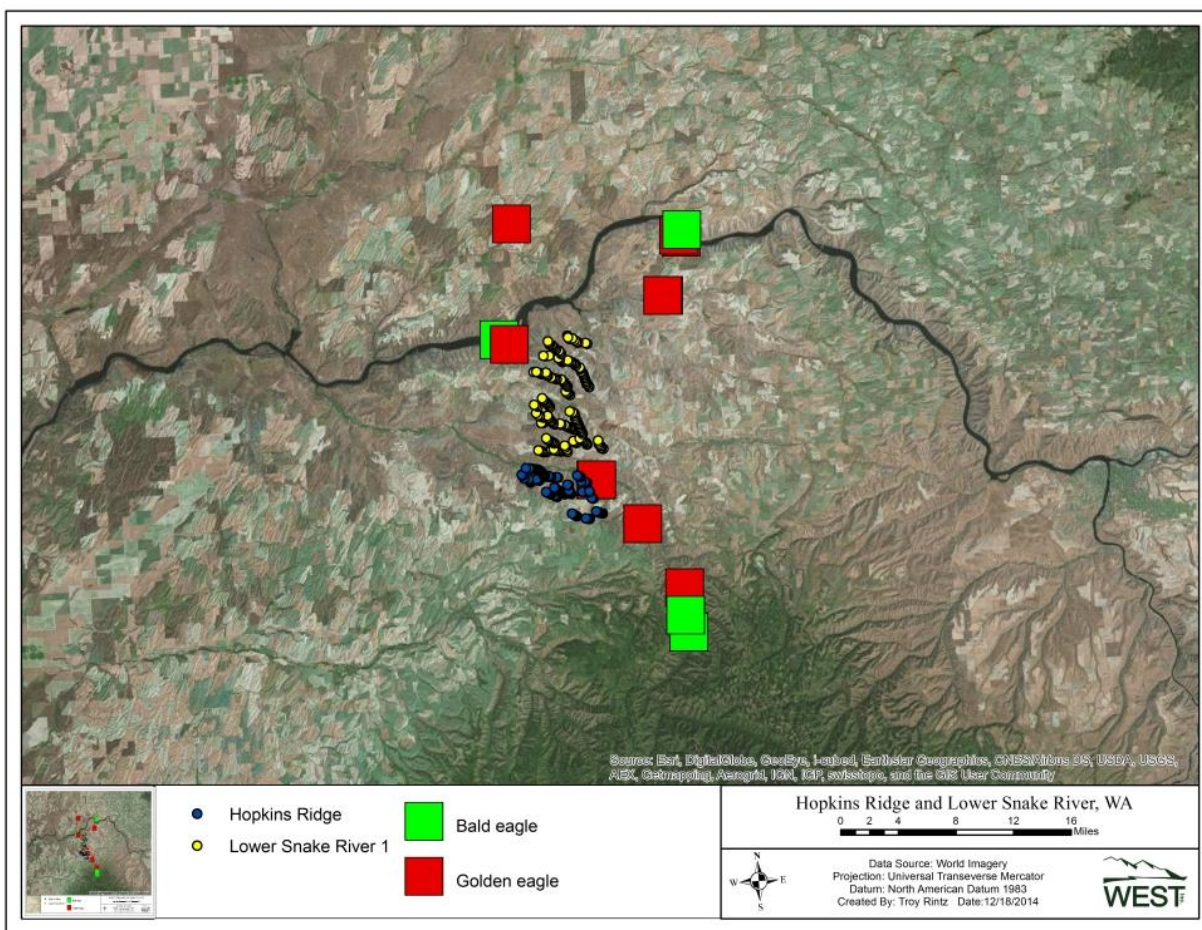 Source: Esri, DigitalGlobe, GeoEye, i-cubed, Earthstar Geographics, CNES/Airbus DS, USDA, USGS,
AEX, Getmapping, Aerogrid, IGN, IGP, swisstopo, and the GIS User Community
Hopkins Ridge
Lower Snake River 1
Bald eagle
Golden eagle
Hopkins Ridge and Lower Snake River, WA
0 2 4 8 12 16
Miles
N
W E
S
Data Source: World Imagery
Projection: Universal Transeverse Mercator
Datum: North American Datum 1983
Created By: Troy Rintz Date:12/18/2014
WEST